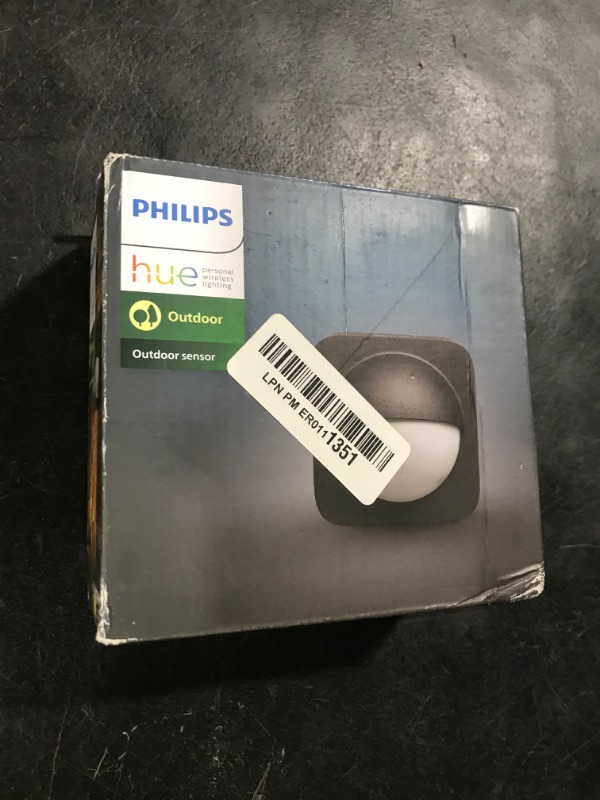 PHILIPS
hue personal
wireless
lighting
Outdoor
Outdoor sensor
LPN PM ER0111351